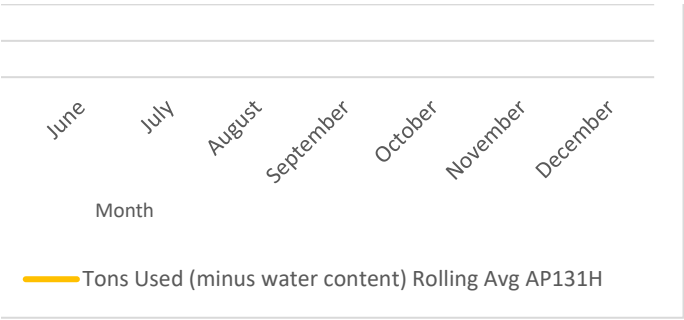 June July August September October November December
Month
Tons Used (minus water content) Rolling Avg AP131H